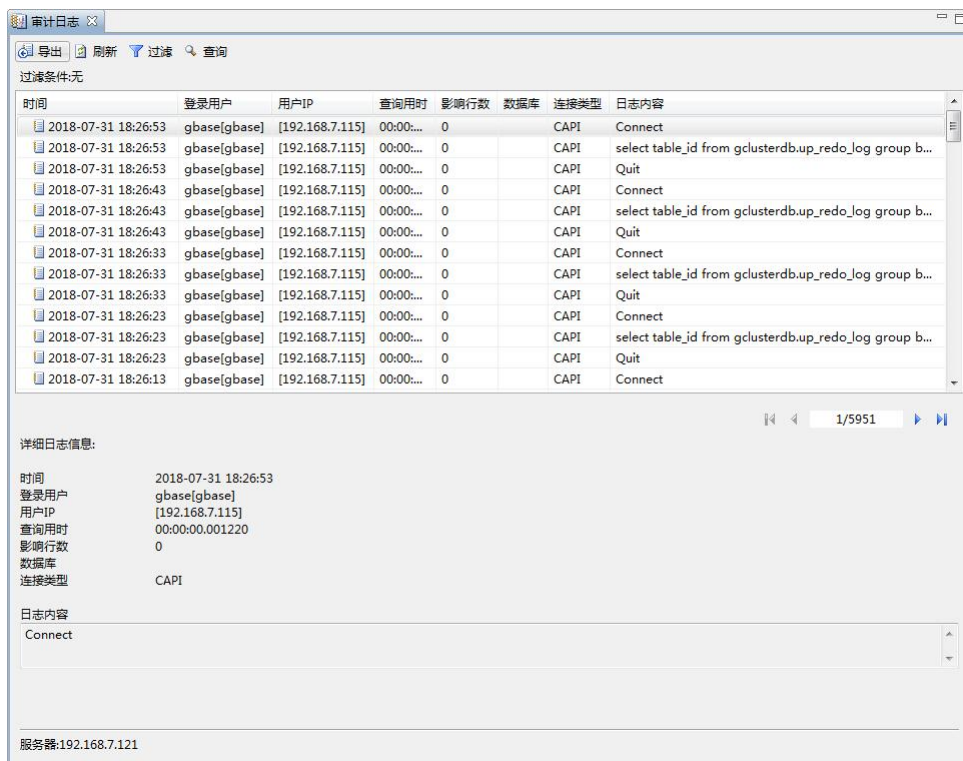 审计日志
导出 刷新 过滤 查询
过滤条件:无
时间 登录用户 用户IP 查询用时 影响行数 数据库 连接类型 日志内容
2018-07-31 18:26:53 gbase[gbase] [192.168.7.115] 00:00:... 0 CAPI Connect
2018-07-31 18:26:53 gbase[gbase] [192.168.7.115] 00:00:... 0 CAPI select table_id from gclusterdb.up_redo_log group b...
2018-07-31 18:26:53 gbase[gbase] [192.168.7.115] 00:00:... 0 CAPI Quit
2018-07-31 18:26:43 gbase[gbase] [192.168.7.115] 00:00:... 0 CAPI Connect
2018-07-31 18:26:43 gbase[gbase] [192.168.7.115] 00:00:... 0 CAPI select table_id from gclusterdb.up_redo_log group b...
2018-07-31 18:26:43 gbase[gbase] [192.168.7.115] 00:00:... 0 CAPI Quit
2018-07-31 18:26:33 gbase[gbase] [192.168.7.115] 00:00:... 0 CAPI Connect
2018-07-31 18:26:33 gbase[gbase] [192.168.7.115] 00:00:... 0 CAPI select table_id from gclusterdb.up_redo_log group b...
2018-07-31 18:26:33 gbase[gbase] [192.168.7.115] 00:00:... 0 CAPI Quit
2018-07-31 18:26:23 gbase[gbase] [192.168.7.115] 00:00:... 0 CAPI Connect
2018-07-31 18:26:23 gbase[gbase] [192.168.7.115] 00:00:... 0 CAPI select table_id from gclusterdb.up_redo_log group b...
2018-07-31 18:26:23 gbase[gbase] [192.168.7.115] 00:00:... 0 CAPI Quit
2018-07-31 18:26:13 gbase[gbase] [192.168.7.115] 00:00:... 0 CAPI Connect
1/5951
详细日志信息:
时间 2018-07-31 18:26:53
登录用户 gbase[gbase]
用户IP [192.168.7.115]
查询用时 00:00:00.001220
影响行数 0
数据库
连接类型 CAPI
日志内容
Connect
服务器:192.168.7.121